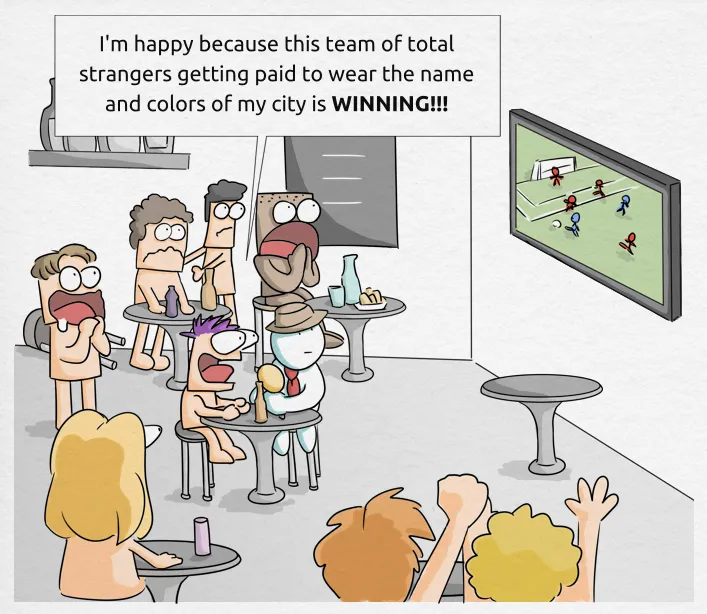 I'm happy because this team of total
strangers getting paid to wear the name
and colors of my city is WINNING!!!